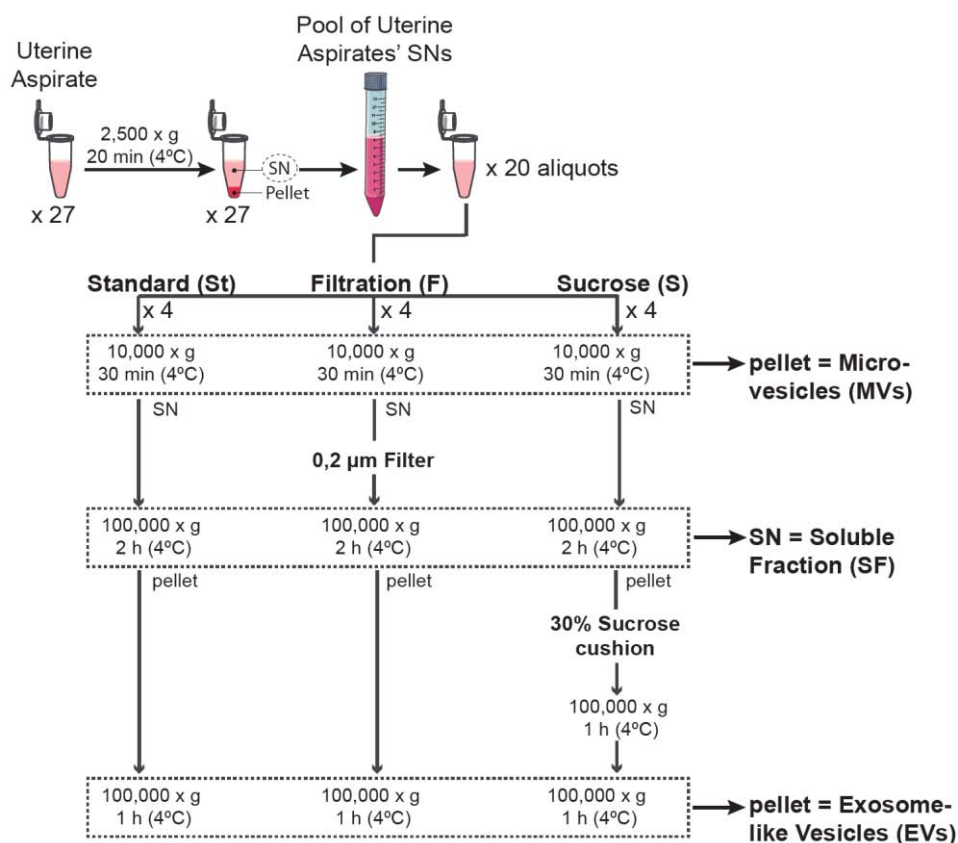 Pool of Uterine
Aspirates' SNs
Uterine
Aspirate
2,500 x g
20 min (4ºC)
SN
Pellet
x 20 aliquots
x 27
x 27
Standard (St)
Filtration (F)
Sucrose (S)
x 4
x 4
x 4
10,000 x g
30 min (4ºC)
10,000 x g
30 min (4ºC)
10,000 x g
30 min (4ºC)
pellet = Micro-
vesicles (MVs)
SN
SN
SN
0,2 µm Filter
100,000 x g
2 h (4ºC)
100,000 x g
2 h (4ºC)
100,000 x g
2 h (4ºC)
SN = Soluble
Fraction (SF)
pellet
pellet
pellet
30% Sucrose
cushion
100,000 x g
1 h (4ºC)
100,000 x g
1 h (4ºC)
100,000 x g
1 h (4ºC)
100,000 x g
1 h (4ºC)
pellet = Exosome-
like Vesicles (EVs)